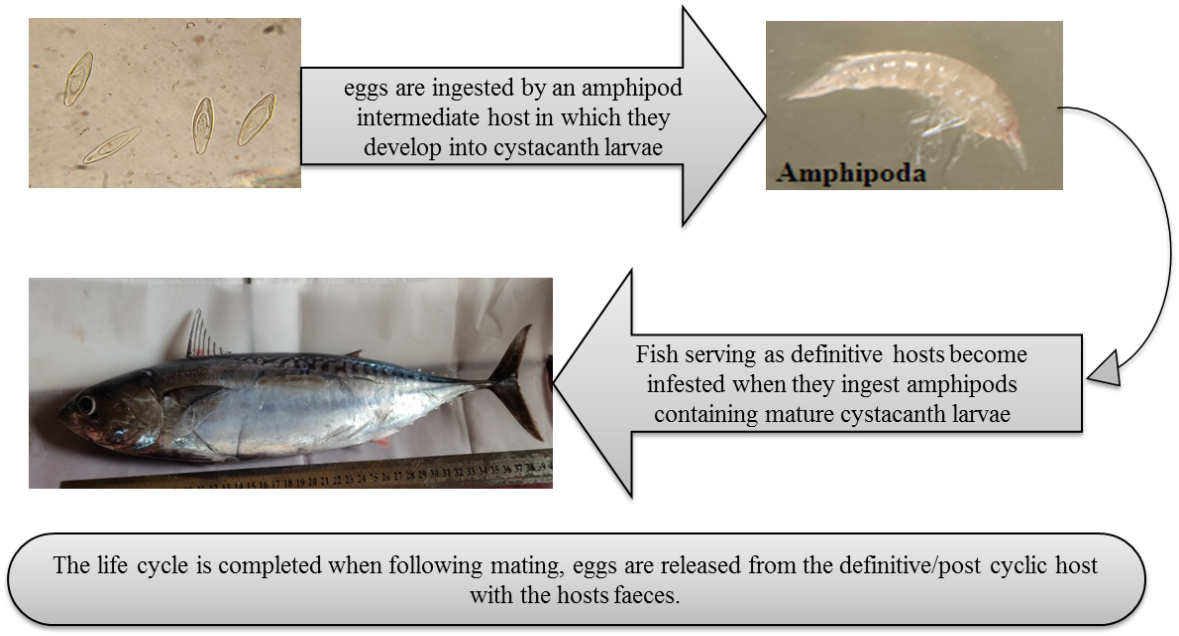 eggs are ingested by an amphipod
intermediate host in which they
develop into cystacanth larvae
Amphipoda
Fish serving as definitive hosts become
infested when they ingest amphipods
containing mature cystacanth larvae
The life cycle is completed when following mating, eggs are released from the definitive/post cyclic host
with the hosts faeces.